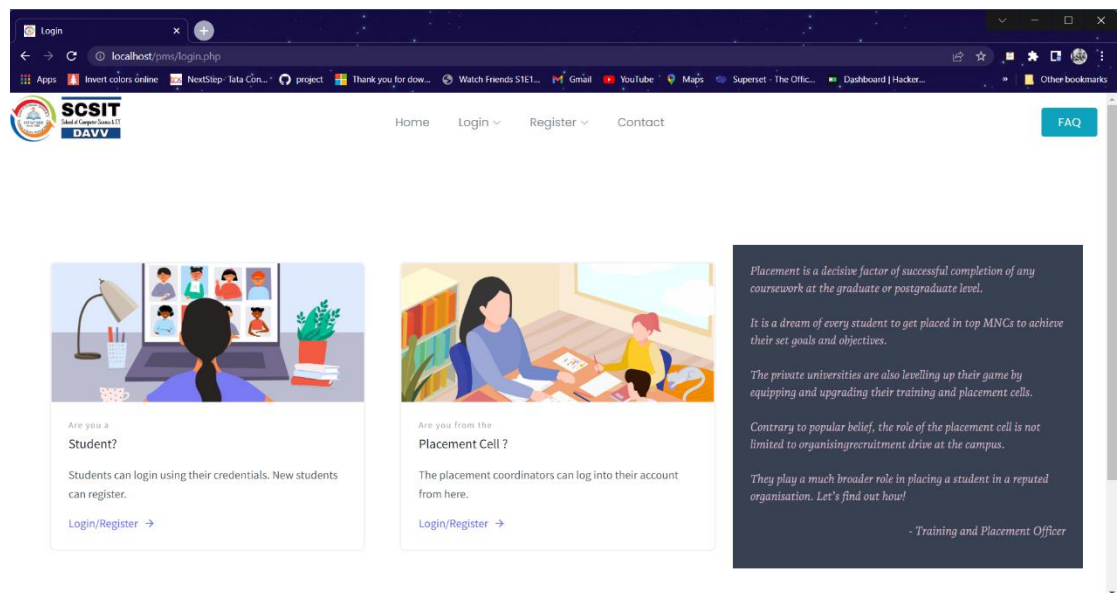 Login
localhost/pms/login.php
Apps Invert colors online NextStep- Tata Con... project Thank you for dow... Watch Friends S1E1... Gmail YouTube Maps Superset - The Offic... Dashboard | Hacker... » Other bookmarks
SCSIT
School of Computer Science & IT
DAVV
Home Login Register Contact
FAQ
Are you a
Student?
Students can login using their credentials. New students
can register.
Login/Register →
Are you from the
Placement Cell ?
The placement coordinators can log into their account
from here.
Login/Register →
Placement is a decisive factor of successful completion of any
coursework at the graduate or postgraduate level.
It is a dream of every student to get placed in top MNCs to achieve
their set goals and objectives.
The private universities are also levelling up their game by
equipping and upgrading their training and placement cells.
Contrary to popular belief, the role of the placement cell is not
limited to organisingrecruitment drive at the campus.
They play a much broader role in placing a student in a reputed
organisation. Let's find out how!
- Training and Placement Officer